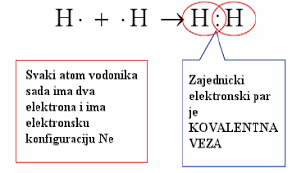 H· + ·H → H:H
Svaki atom vodonika
sada ima dva
elektrona i ima
elektronsku
konfiguraciju Ne
Zajednicki
elektronski par
je
KOVALENTNA
VEZA